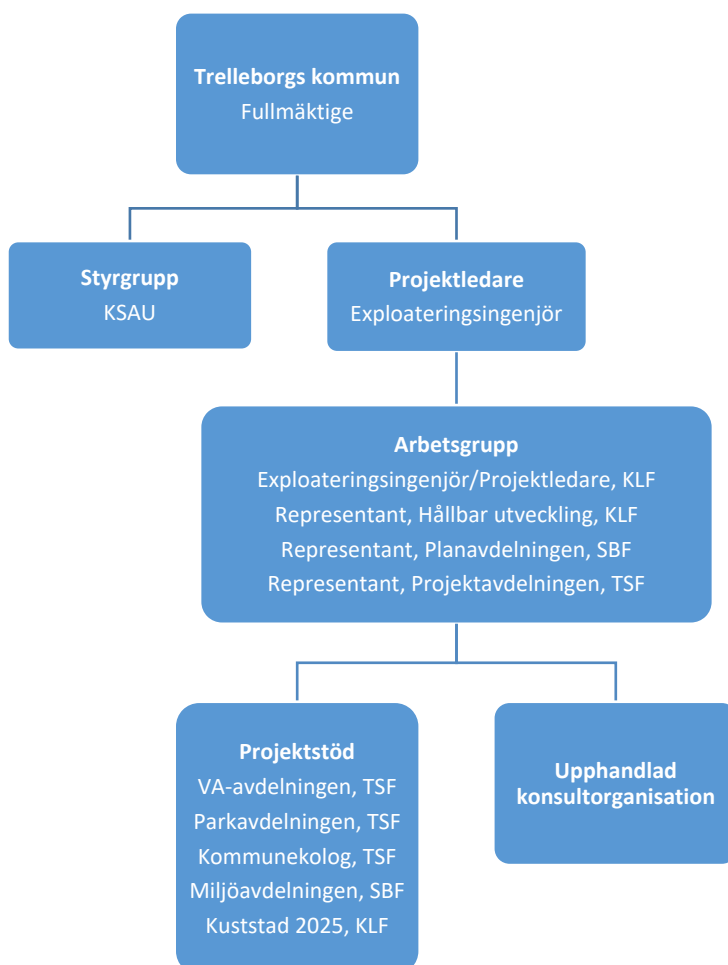 Trelleborgs kommun
Fullmäktige
Styrgrupp
KSAU
Projektledare
Exploateringsingenjör
Arbetsgrupp
Exploateringsingenjör/Projektledare, KLF
Representant, Hållbar utveckling, KLF
Representant, Planavdelningen, SBF
Representant, Projektavdelningen, TSF
Projektstöd
VA-avdelningen, TSF
Parkavdelningen, TSF
Kommunekolog, TSF
Miljöavdelningen, SBF
Kuststad 2025, KLF
Upphandlad
konsultorganisation